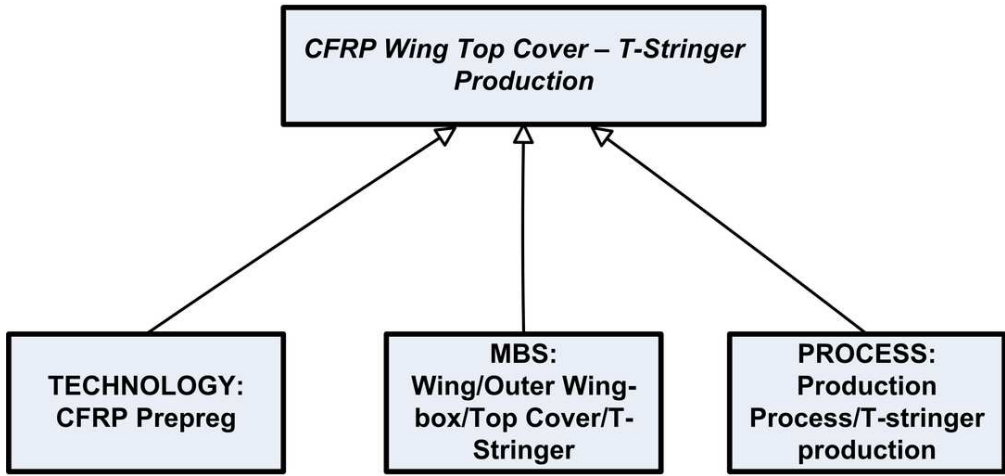 CFRP Wing Top Cover – T-Stringer
Production
TECHNOLOGY:
CFRP Prepreg
MBS:
Wing/Outer Wing-
box/Top Cover/T-
Stringer
PROCESS:
Production
Process/T-stringer
production